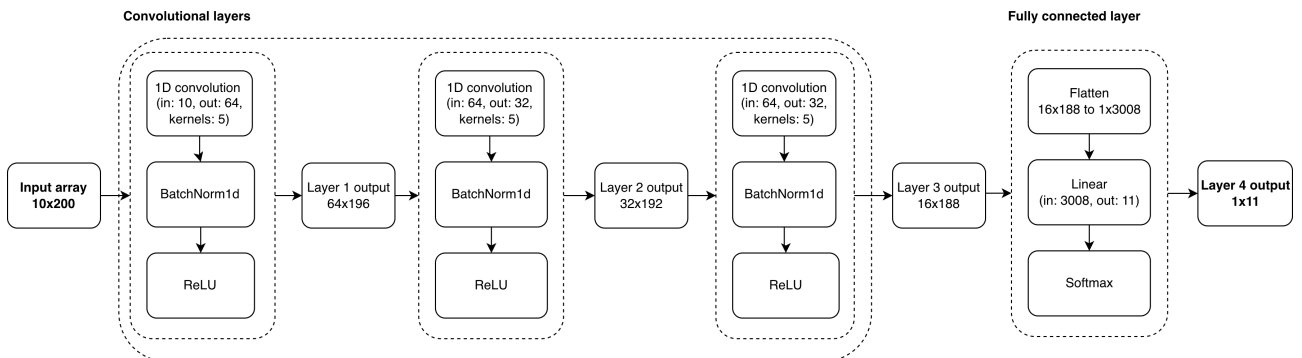 Convolutional layers
Fully connected layer
Input array
10x200
1D convolution
(in: 10, out: 64,
kernels: 5)
BatchNorm1d
ReLU
Layer 1 output
64x196
1D convolution
(in: 64, out: 32,
kernels: 5)
BatchNorm1d
ReLU
Layer 2 output
32x192
1D convolution
(in: 64, out: 32,
kernels: 5)
BatchNorm1d
ReLU
Layer 3 output
16x188
Flatten
16x188 to 1x3008
Linear
(in: 3008, out: 11)
Softmax
Layer 4 output
1x11